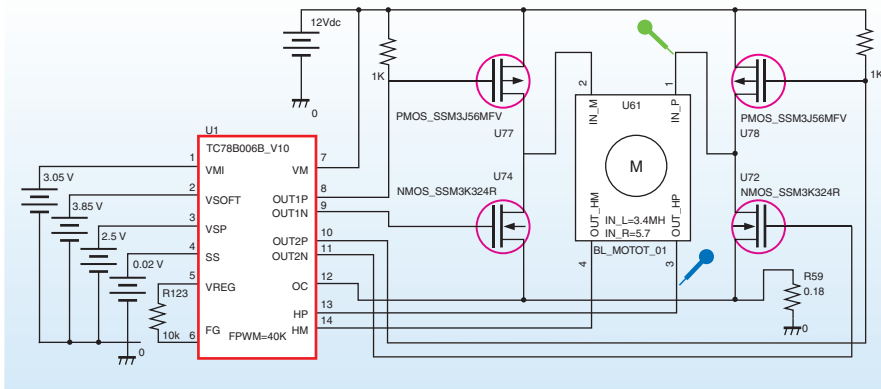 12Vdc
0
1K
1K
PMOS_SSM3J56MFV
U77
PMOS_SSM3J56MFV
U78
2
1
IN_M
U61
IN_P
M
OUT_HM
OUT_HP
IN_L=3.4MH
IN_R=5.7
BL_MOTOT_01
4
3
U74
NMOS_SSM3K324R
U72
NMOS_SSM3K324R
U1
TC78B006B_V10
1
VMI
VM
7
2
VSOFT
OUT1P
8
OUT1N
9
3
VSP
OUT2P
10
4
SS
OUT2N
11
5
VREG
OC
12
HP
13
6
FG
HM
14
FPWM=40K
3.05 V
3.85 V
2.5 V
0.02 V
R123
10k
0
R59
0.18
0